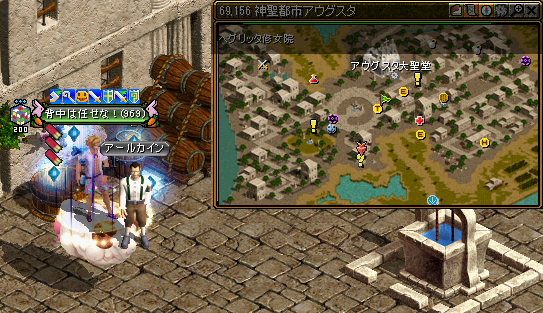 69,156 神聖都市アウグスタ
ヘグリッタ修女院
アウグスタ大聖堂
背中は任せな！(369)
200
アールカイン